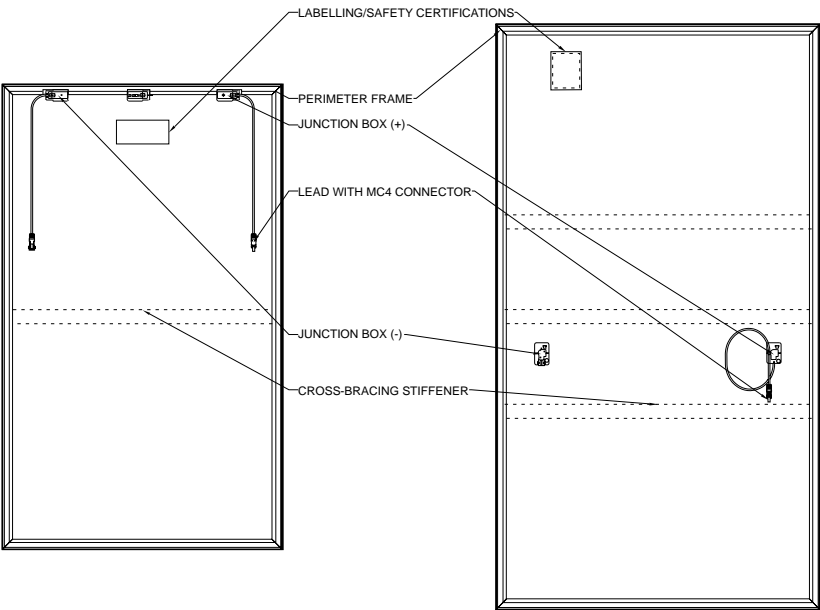 LABELLING/SAFETY CERTIFICATIONS
PERIMETER FRAME
JUNCTION BOX (+)
LEAD WITH MC4 CONNECTOR
JUNCTION BOX (-)
CROSS-BRACING STIFFENER